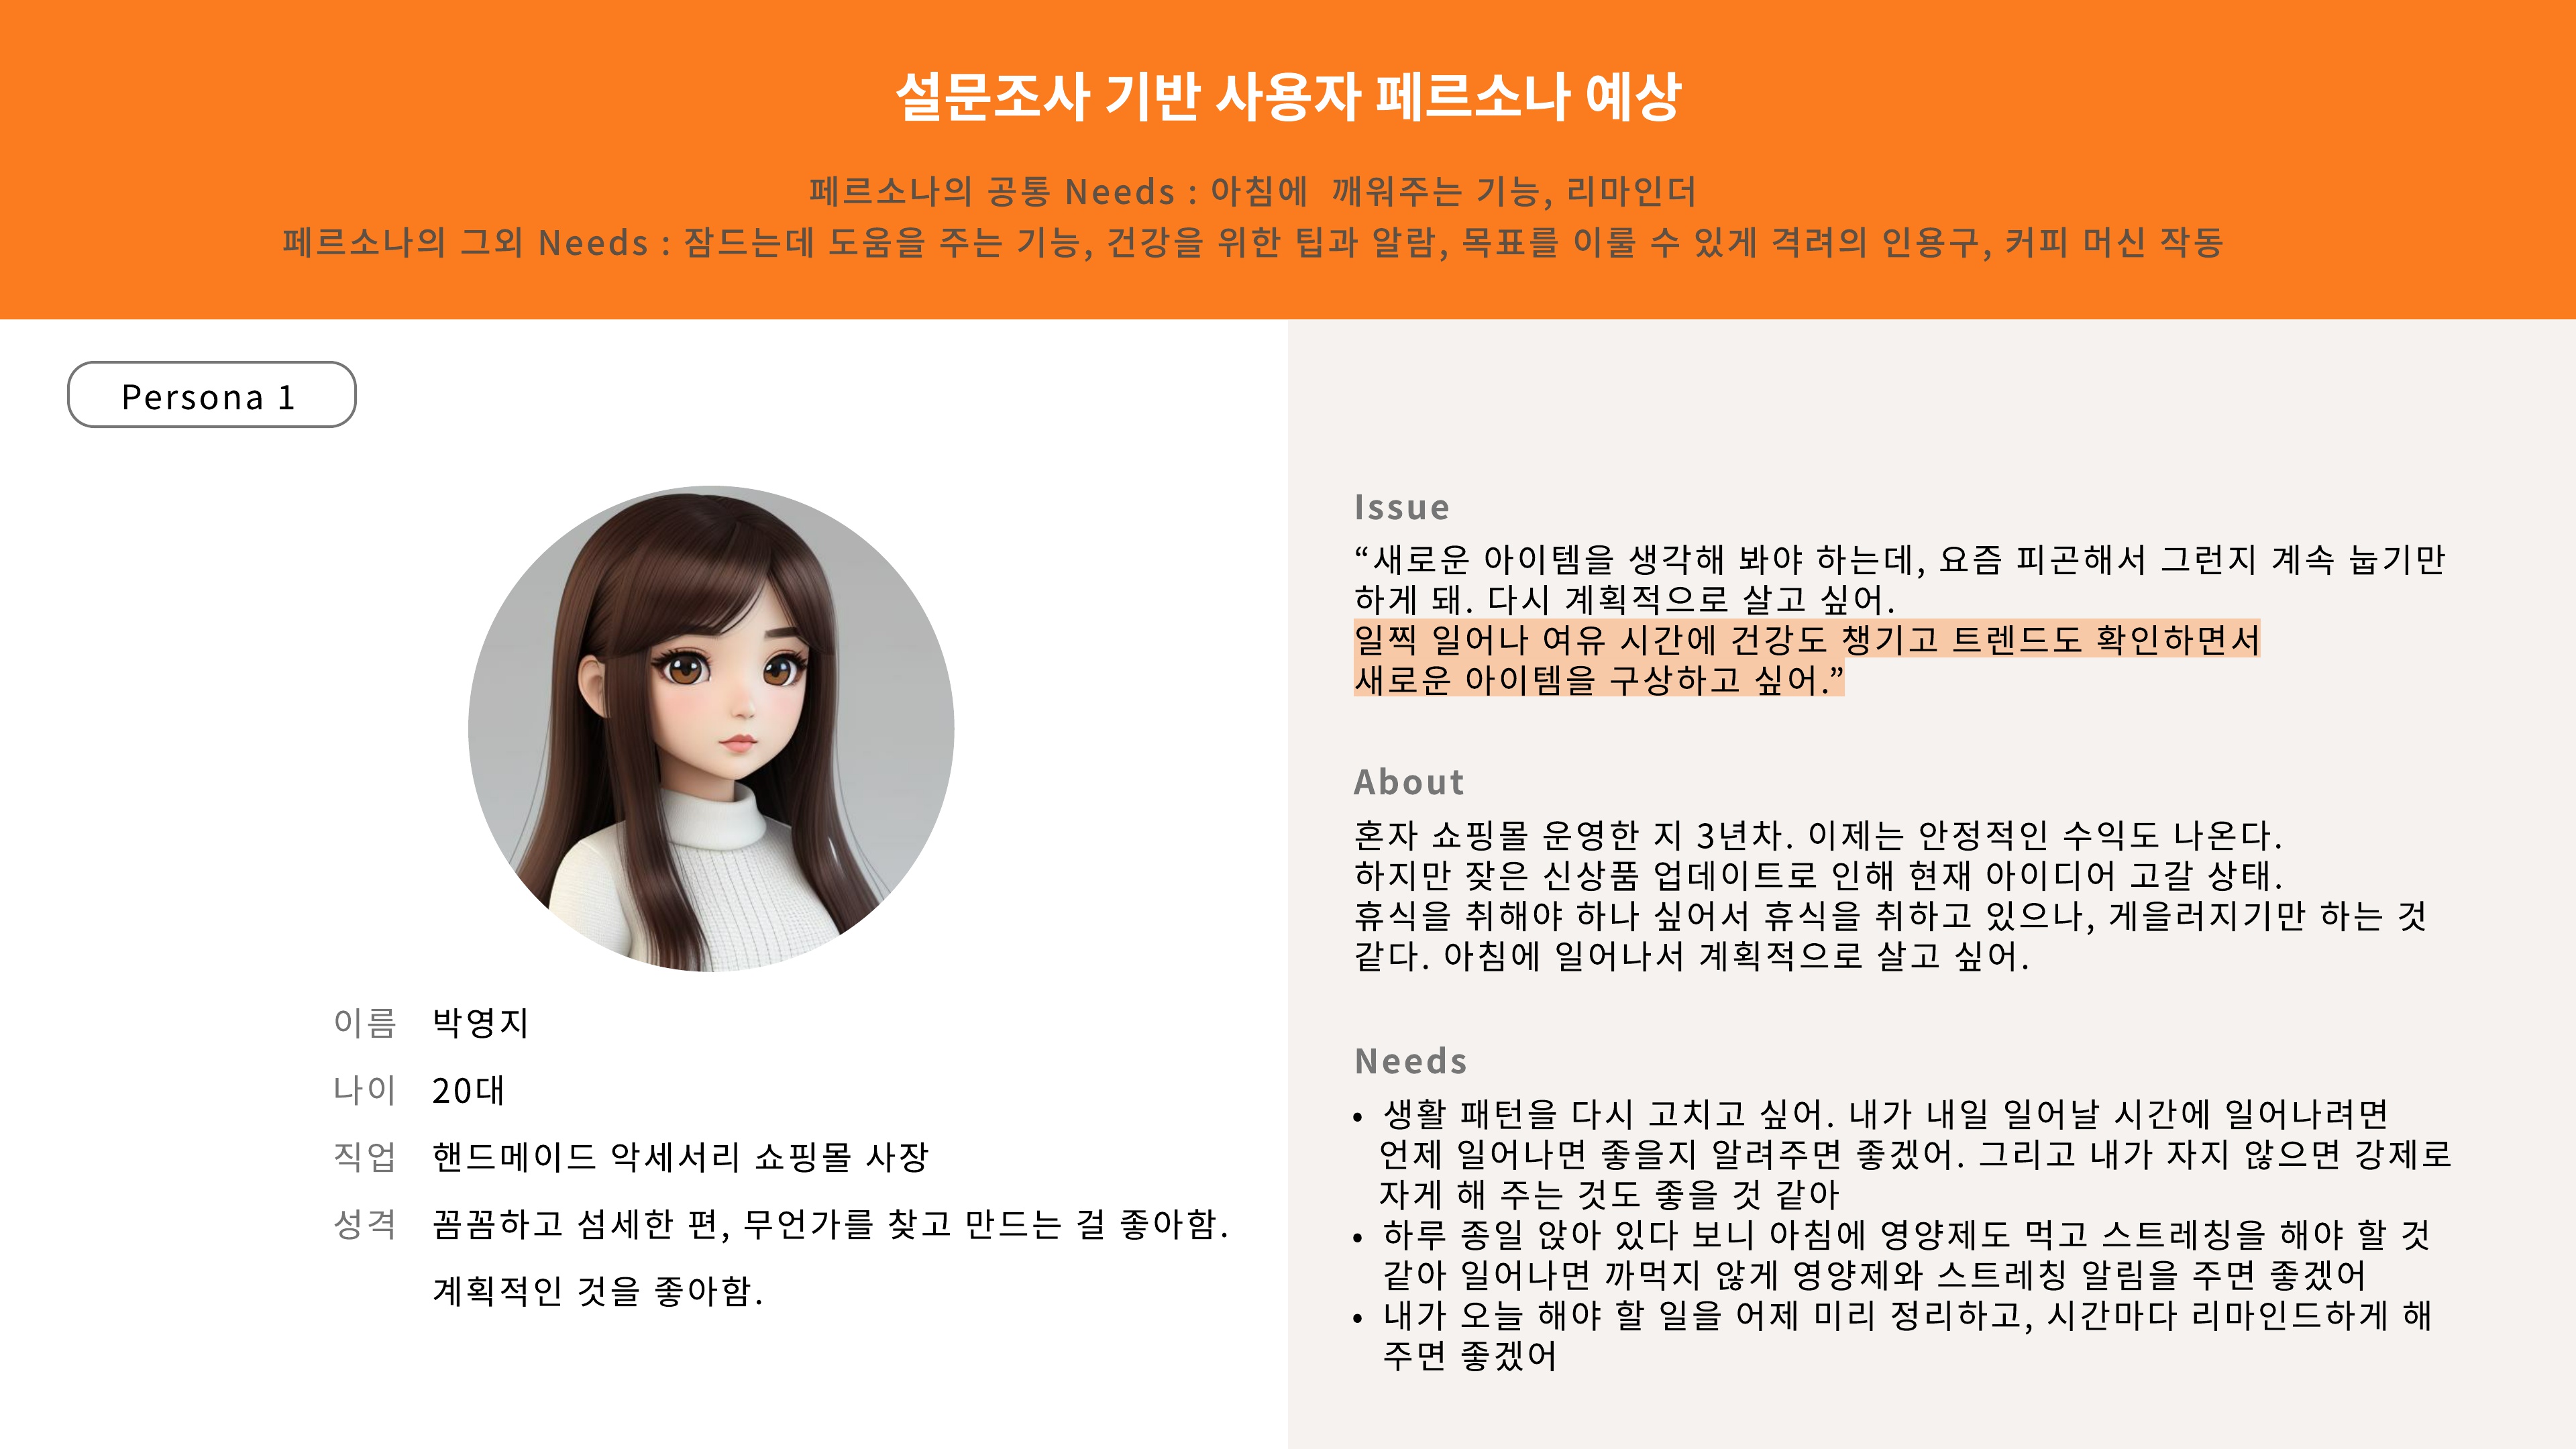 설문조사 기반 사용자 페르소나 예상
페르소나의 공통 Needs : 아침에  깨워주는 기능, 리마인더
페르소나의 그외 Needs : 잠드는데 도움을 주는 기능, 건강을 위한 팁과 알람, 목표를 이룰 수 있게 격려의 인용구, 커피 머신 작동
Persona 1
이름 박영지
나이 20대
직업 핸드메이드 악세서리 쇼핑몰 사장
성격 꼼꼼하고 섬세한 편, 무언가를 찾고 만드는 걸 좋아함.
계획적인 것을 좋아함.
Issue
“새로운 아이템을 생각해 봐야 하는데, 요즘 피곤해서 그런지 계속 눕기만
하게 돼. 다시 계획적으로 살고 싶어.
일찍 일어나 여유 시간에 건강도 챙기고 트렌드도 확인하면서
새로운 아이템을 구상하고 싶어.”
About
혼자 쇼핑몰 운영한 지 3년차. 이제는 안정적인 수익도 나온다.
하지만 잦은 신상품 업데이트로 인해 현재 아이디어 고갈 상태.
휴식을 취해야 하나 싶어서 휴식을 취하고 있으나, 게을러지기만 하는 것
같다. 아침에 일어나서 계획적으로 살고 싶어.
Needs
• 생활 패턴을 다시 고치고 싶어. 내가 내일 일어날 시간에 일어나려면
언제 일어나면 좋을지 알려주면 좋겠어. 그리고 내가 자지 않으면 강제로
자게 해 주는 것도 좋을 것 같아
• 하루 종일 앉아 있다 보니 아침에 영양제도 먹고 스트레칭을 해야 할 것
같아 일어나면 까먹지 않게 영양제와 스트레칭 알림을 주면 좋겠어
• 내가 오늘 해야 할 일을 어제 미리 정리하고, 시간마다 리마인드하게 해
주면 좋겠어